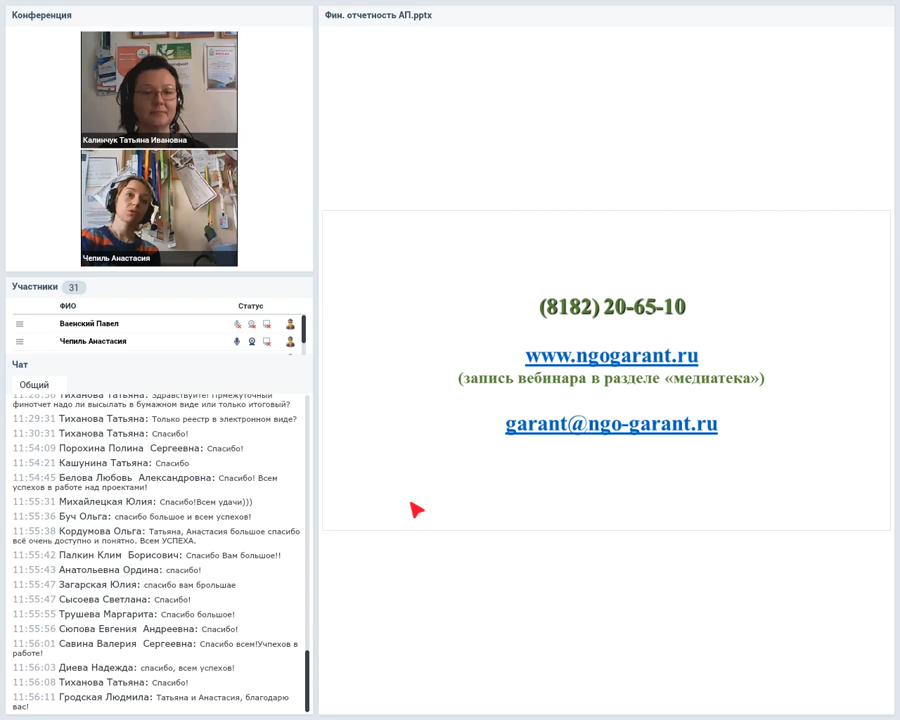 Конференция
Калинчук Татьяна Ивановна
Чепиль Анастасия
Участники 31
ФИО Статус
Ваенский Павел
Чепиль Анастасия
Чат
Общий
11:28:56 Тиханова Татьяна: Здравствуйте! Прмежуточный
финотчет надо ли высылать в бумажном виде или только итоговый?
11:29:31 Тиханова Татьяна: Только реестр в электронном виде?
11:30:31 Тиханова Татьяна: Спасибо!
11:54:09 Порохина Полина Сергеевна: Спасибо!
11:54:21 Кашунина Татьяна: Спасибо
11:54:45 Белова Любовь Александровна: Спасибо! Всем
успехов в работе над проектами!
11:55:31 Михайлецкая Юлия: Спасибо!Всем удачи)))
11:55:36 Буч Ольга: спасибо большое и всем успехов!
11:55:38 Кордумова Ольга: Татьяна, Анастасия большое спасибо
всё очень доступно и понятно. Всем УСПЕХА.
11:55:42 Палкин Клим Борисович: Спасибо Вам большое!!
11:55:43 Анатольевна Ордина: спасибо!
11:55:47 Загарская Юлия: спасибо вам брольшае
11:55:47 Сысоева Светлана: Спасибо!
11:55:55 Трушева Маргарита: Спасибо большое!
11:55:56 Сюпова Евгения Андреевна: Спасибо!
11:56:01 Савина Валерия Сергеевна: Спасибо всем!Учпехов в
работе!
11:56:03 Диева Надежда: спасибо, всем успехов!
11:56:08 Тиханова Татьяна: Спасибо!
11:56:11 Гродская Людмила: Татьяна и Анастасия, благодарю
вас!
Фин. отчетность АП.pptx
(8182) 20-65-10
www.ngogarant.ru
(запись вебинара в разделе «медиатека»)
garant@ngo-garant.ru